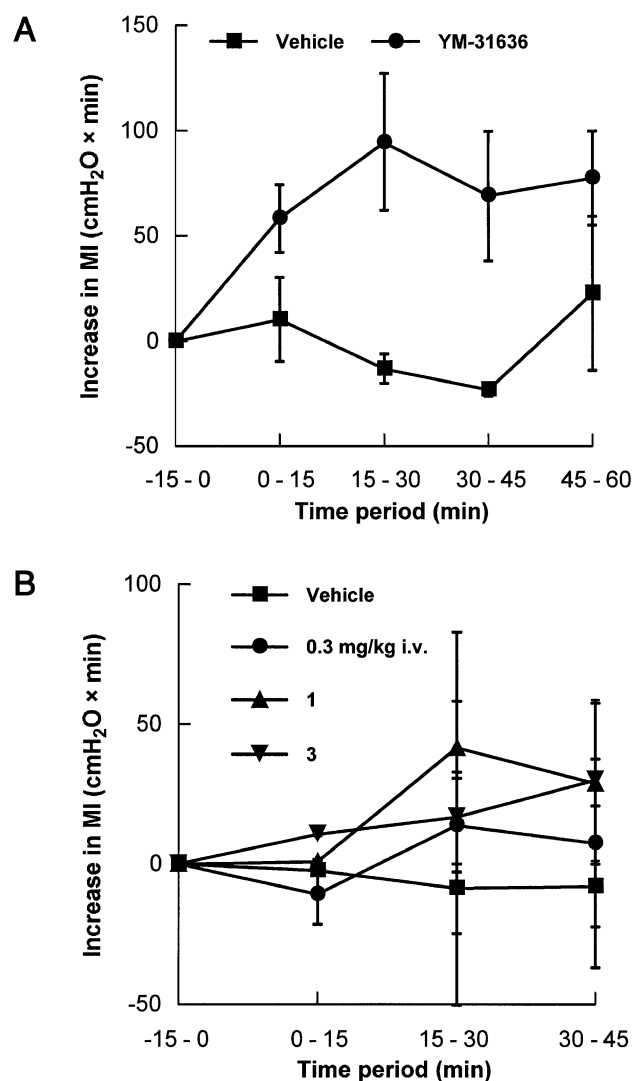 A
Vehicle YM-31636
Increase in MI (cmH₂O × min)
150
100
50
0
-50
-15 - 0 0 - 15 15 - 30 30 - 45 45 - 60
Time period (min)
B
Vehicle
0.3 mg/kg i.v.
1
3
Increase in MI (cmH₂O × min)
100
50
0
-50
-15 - 0 0 - 15 15 - 30 30 - 45
Time period (min)